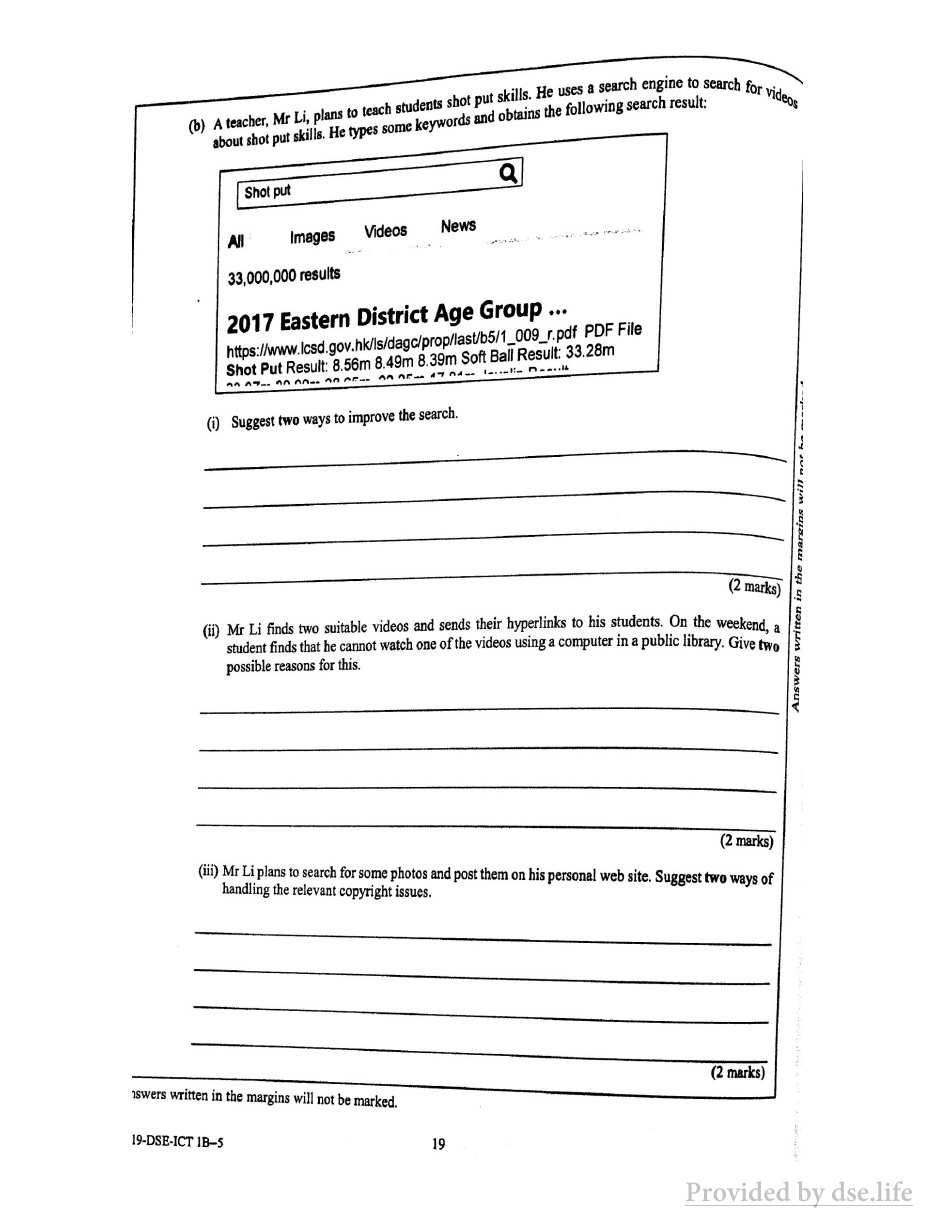 (b) A teacher, Mr Li, plans to teach students shot put skills. He uses a search engine to search for videos
about shot put skills. He types some keywords and obtains the following search result:
Shot put
All Images Videos News
33,000,000 results
2017 Eastern District Age Group ...
https://www.lcsd.gov.hk/ls/dagc/prop/last/b5/1_009_r.pdf PDF File
Shot Put Result: 8.56m 8.49m 8.39m Soft Ball Result: 33.28m
(i) Suggest two ways to improve the search.
(2 marks)
(ii) Mr Li finds two suitable videos and sends their hyperlinks to his students. On the weekend, a
student finds that he cannot watch one of the videos using a computer in a public library. Give two
possible reasons for this.
(2 marks)
(iii) Mr Li plans to search for some photos and post them on his personal web site. Suggest two ways of
handling the relevant copyright issues.
(2 marks)
Answers written in the margins will not be
nswers written in the margins will not be marked.
19-DSE-ICT 1B–5
19
Provided by dse.life